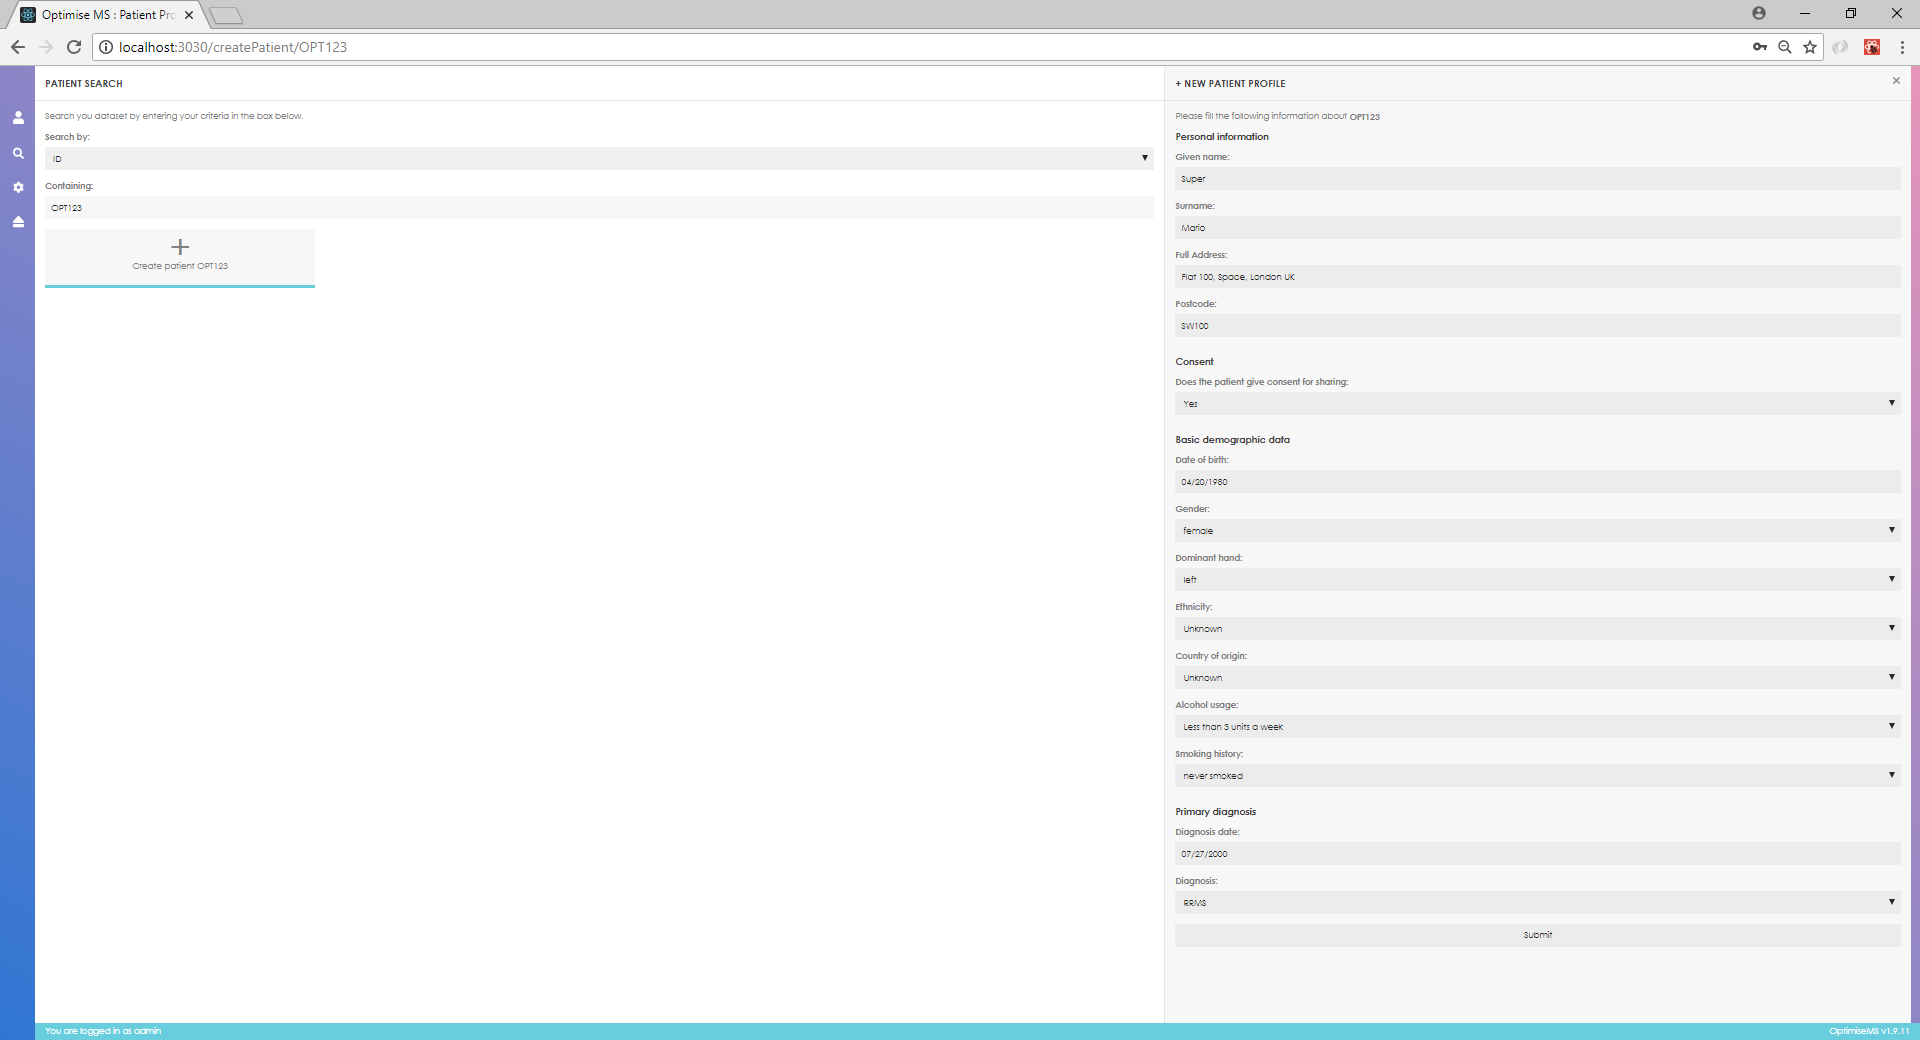 Optimise MS : Patient Pro
localhost:3030/createPatient/OPT123
PATIENT SEARCH
Search you dataset by entering your criteria in the box below.
Search by:
ID
Containing:
OPT123
Create patient OPT123
+ NEW PATIENT PROFILE
Please fill the following information about OPT123
Personal information
Given name:
Super
Surname:
Mario
Full Address:
Flat 100, Space, London UK
Postcode:
SW100
Consent
Does the patient give consent for sharing:
Yes
Basic demographic data
Date of birth:
04/20/1980
Gender:
female
Dominant hand:
left
Ethnicity:
Unknown
Country of origin:
Unknown
Alcohol usage:
Less than 3 units a week
Smoking history:
never smoked
Primary diagnosis
Diagnosis date:
07/27/2000
Diagnosis:
RRMS
Submit
You are logged in as admin
OptimiseMS v1.9.11